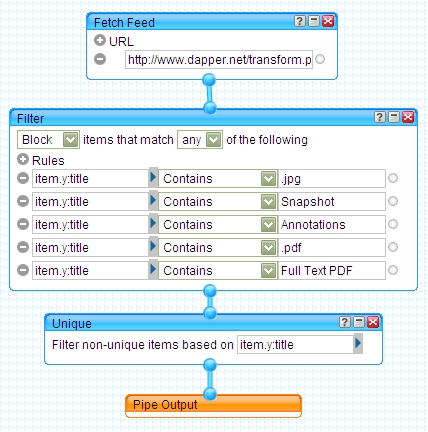 Fetch Feed
URL
http://www.dapper.net/transform.p
Filter
Block items that match any of the following
Rules
item.y:title Contains .jpg
item.y:title Contains Snapshot
item.y:title Contains Annotations
item.y:title Contains .pdf
item.y:title Contains Full Text PDF
Unique
Filter non-unique items based on item.y:title
Pipe Output